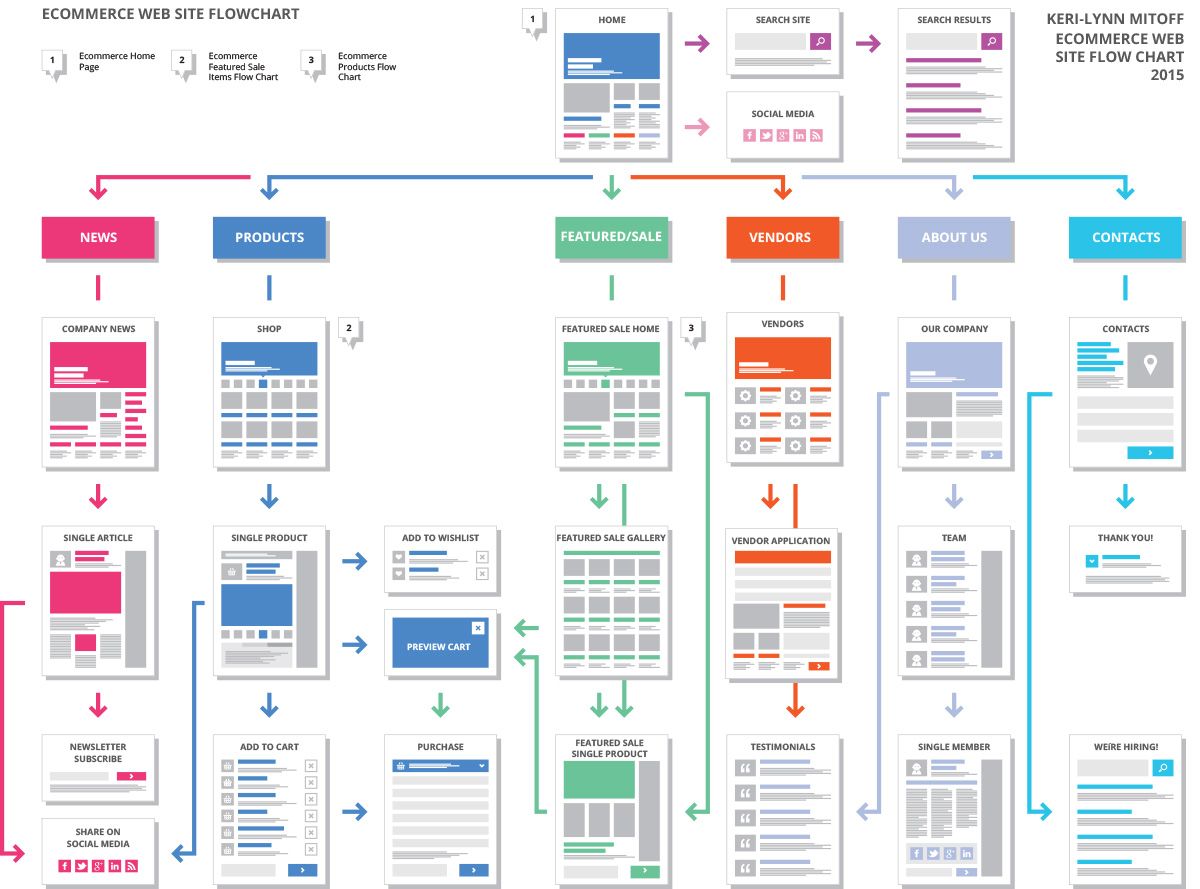 ECOMMERCE WEB SITE FLOWCHART
1
Ecommerce Home
Page
2
Ecommerce
Featured Sale
Items Flow Chart
3
Ecommerce
Products Flow
Chart
1
HOME
SEARCH SITE
SEARCH RESULTS
SOCIAL MEDIA
f
g+
in
KERI-LYNN MITOFF
ECOMMERCE WEB
SITE FLOW CHART
2015
NEWS
PRODUCTS
FEATURED/SALE
VENDORS
ABOUT US
CONTACTS
COMPANY NEWS
SHOP
2
FEATURED SALE HOME
3
VENDORS
OUR COMPANY
CONTACTS
SINGLE ARTICLE
SINGLE PRODUCT
ADD TO WISHLIST
FEATURED SALE GALLERY
VENDOR APPLICATION
TEAM
THANK YOU!
PREVIEW CART
NEWSLETTER
SUBSCRIBE
ADD TO CART
PURCHASE
FEATURED SALE
SINGLE PRODUCT
TESTIMONIALS
SINGLE MEMBER
WE'RE HIRING!
SHARE ON
SOCIAL MEDIA
f
g+
in
f
g+
in